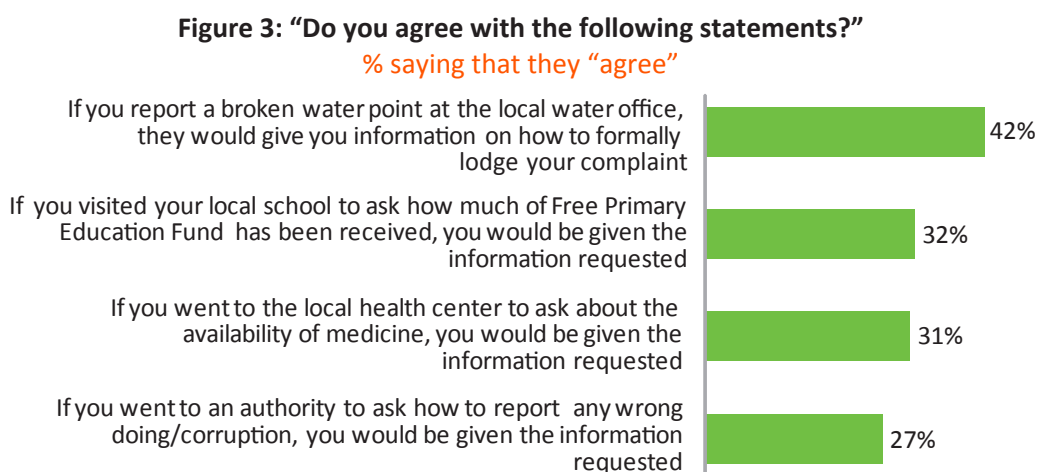 Figure 3: “Do you agree with the following statements?”
% saying that they “agree”
If you report a broken water point at the local water office,
they would give you information on how to formally
lodge your complaint
42%
If you visited your local school to ask how much of Free Primary
Education Fund has been received, you would be given the
information requested
32%
If you went to the local health center to ask about the
availability of medicine, you would be given the
information requested
31%
If you went to an authority to ask how to report any wrong
doing/corruption, you would be given the information
requested
27%